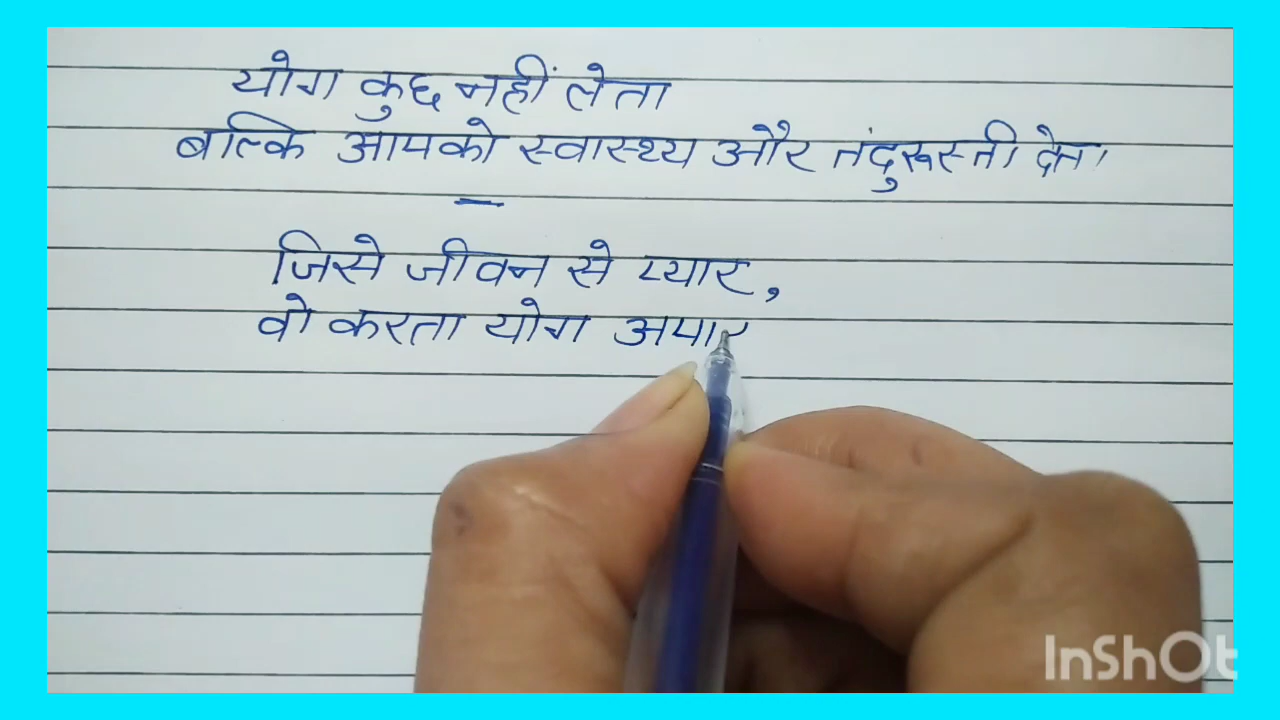 योग कुछ नहीं लेता
बल्कि आपको स्वास्थ्य और तंदुरूस्ती देता
जिसे जीवन से प्यार,
वो करता योग अपार
InShOt